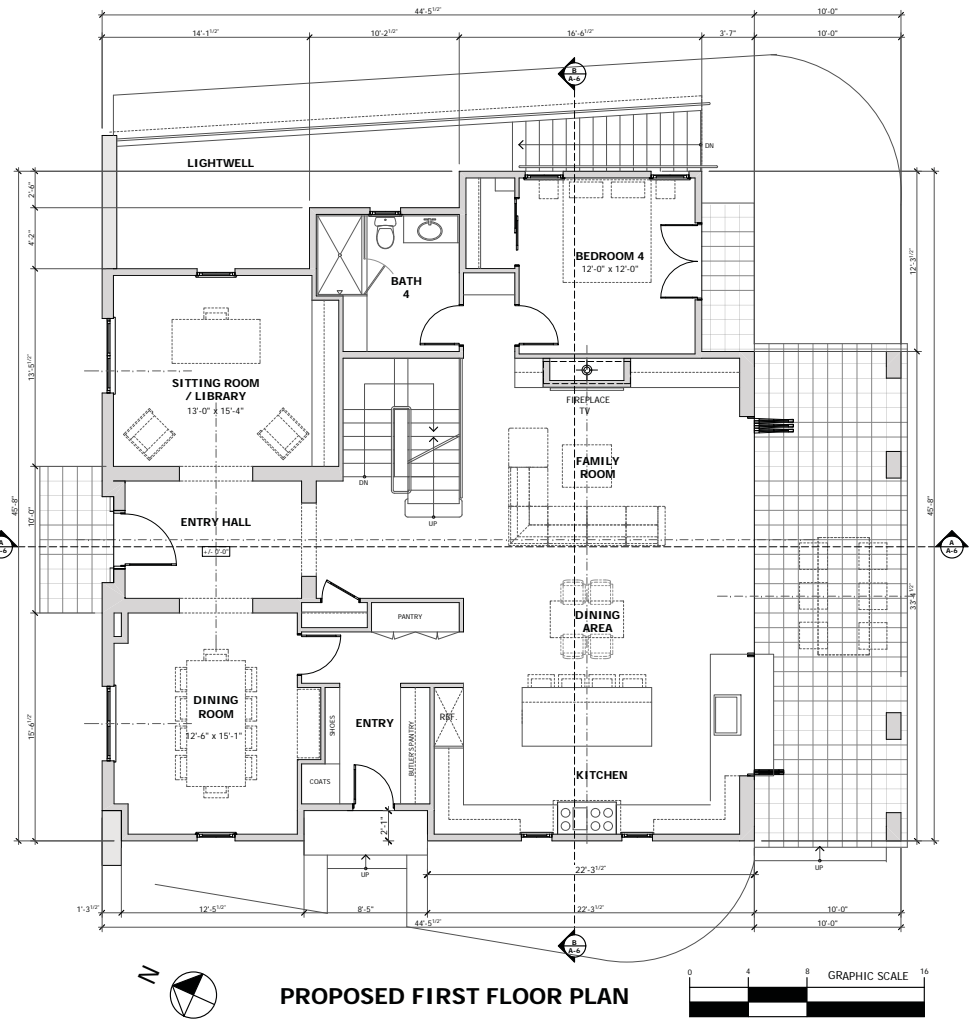 44'-5 1/2"
10'-0"
14'-1 1/2"
10'-2 1/2"
16'-6 1/2"
3'-7"
10'-0"
B
A-6
DN
LIGHTWELL
2'-6"
4'-2"
BEDROOM 4
12'-0" x 12'-0"
12'-3 1/2"
BATH
4
13'-5 1/2"
SITTING ROOM
/ LIBRARY
13'-0" x 15'-4"
FIREPLACE
TV
FAMILY
ROOM
DN
UP
45'-8"
10'-0"
ENTRY HALL
+/- 0'-0"
45'-8"
A
A-6
A
A-6
33'-4 1/2"
PANTRY
DINING
AREA
DINING
ROOM
12'-6" x 15'-1"
15'-6 1/2"
SHOES
ENTRY
BUTLER'S PANTRY
REF.
COATS
KITCHEN
2'-1"
UP
UP
22'-3 1/2"
1'-3 1/2"
12'-5 1/2"
8'-5"
22'-3 1/2"
10'-0"
44'-5 1/2"
10'-0"
B
A-6
N
PROPOSED FIRST FLOOR PLAN
0
4
8
GRAPHIC SCALE
16